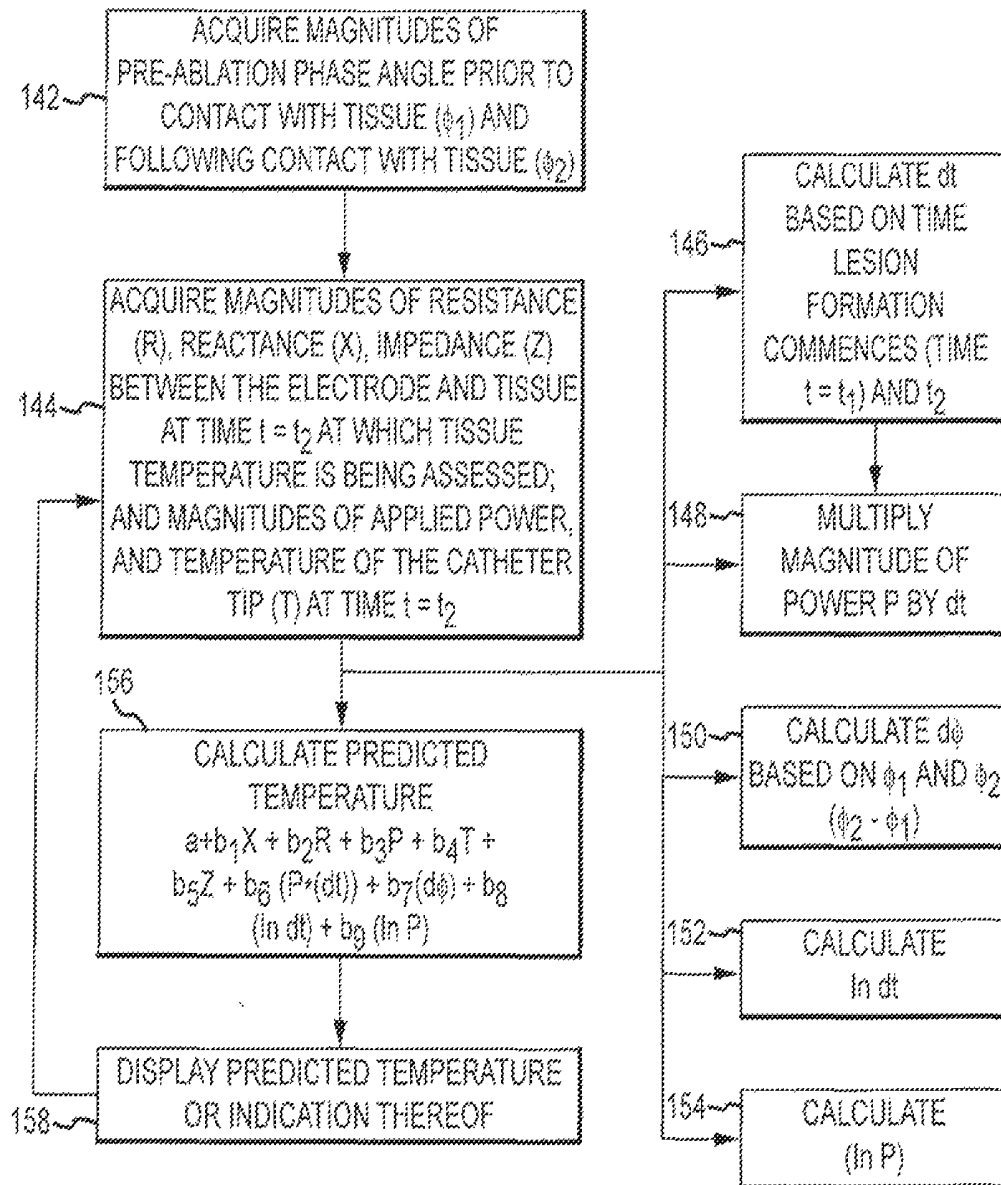 142
ACQUIRE MAGNITUDES OF
PRE-ABLATION PHASE ANGLE PRIOR TO
CONTACT WITH TISSUE (ϕ₁) AND
FOLLOWING CONTACT WITH TISSUE (ϕ₂)
144
ACQUIRE MAGNITUDES OF RESISTANCE
(R), REACTANCE (X), IMPEDANCE (Z)
BETWEEN THE ELECTRODE AND TISSUE
AT TIME t = t₂ AT WHICH TISSUE
TEMPERATURE IS BEING ASSESSED;
AND MAGNITUDES OF APPLIED POWER,
AND TEMPERATURE OF THE CATHETER
TIP (T) AT TIME t = t₂
146
CALCULATE dt
BASED ON TIME
LESION
FORMATION
COMMENCES (TIME
t = t₁) AND t₂
148
MULTIPLY
MAGNITUDE OF
POWER P BY dt
150
CALCULATE dϕ
BASED ON ϕ₁ AND ϕ₂
(ϕ₂ - ϕ₁)
152
CALCULATE
ln dt
154
CALCULATE
(ln P)
156
CALCULATE PREDICTED
TEMPERATURE
a+b₁X + b₂R + b₃P + b₄T +
b₅Z + b₆ (P*(dt)) + b₇(dϕ) + b₈
(ln dt) + b₉ (ln P)
158
DISPLAY PREDICTED TEMPERATURE
OR INDICATION THEREOF